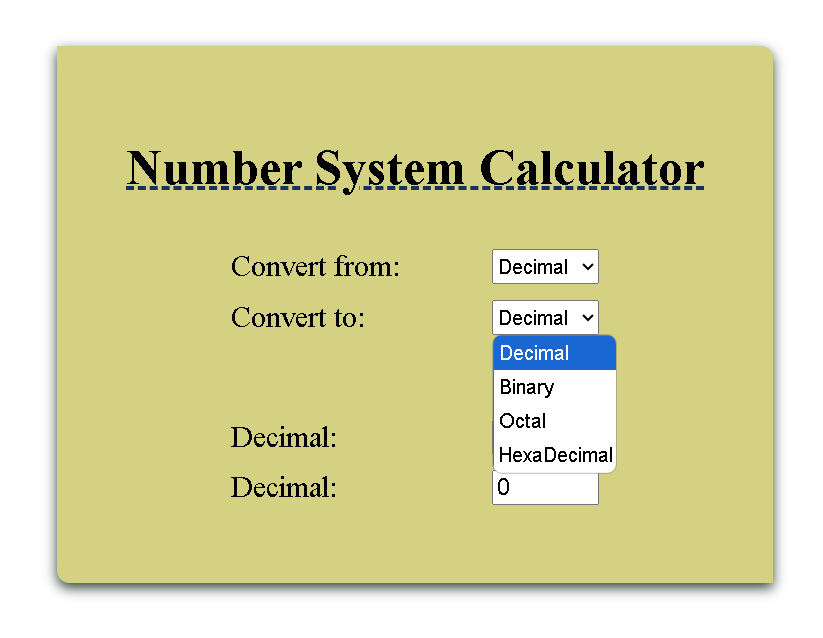 Number System Calculator
Convert from: Decimal
Convert to: Decimal
Decimal
Binary
Octal
HexaDecimal
Decimal:
Decimal: 0